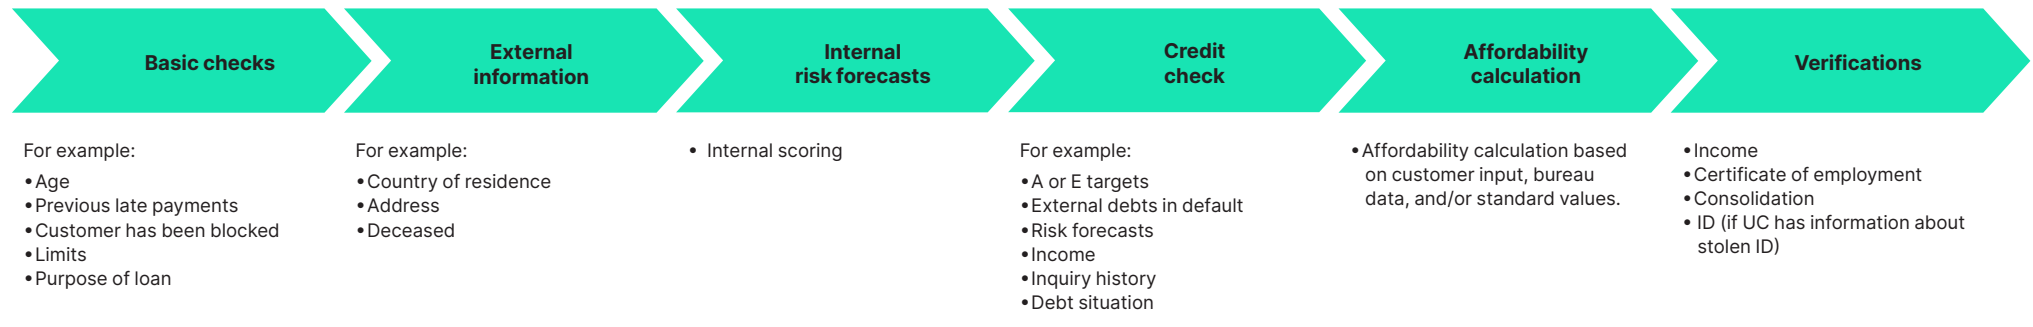 Basic checks
External
information
Internal
risk forecasts
Credit
check
Affordability
calculation
Verifications
For example:
•Age
•Previous late payments
•Customer has been blocked
•Limits
•Purpose of loan
For example:
•Country of residence
•Address
•Deceased
• Internal scoring
For example:
•A or E targets
•External debts in default
•Risk forecasts
•Income
•Inquiry history
•Debt situation
•Affordability calculation based
on customer input, bureau
data, and/or standard values.
•Income
•Certificate of employment
•Consolidation
• ID (if UC has information about
stolen ID)